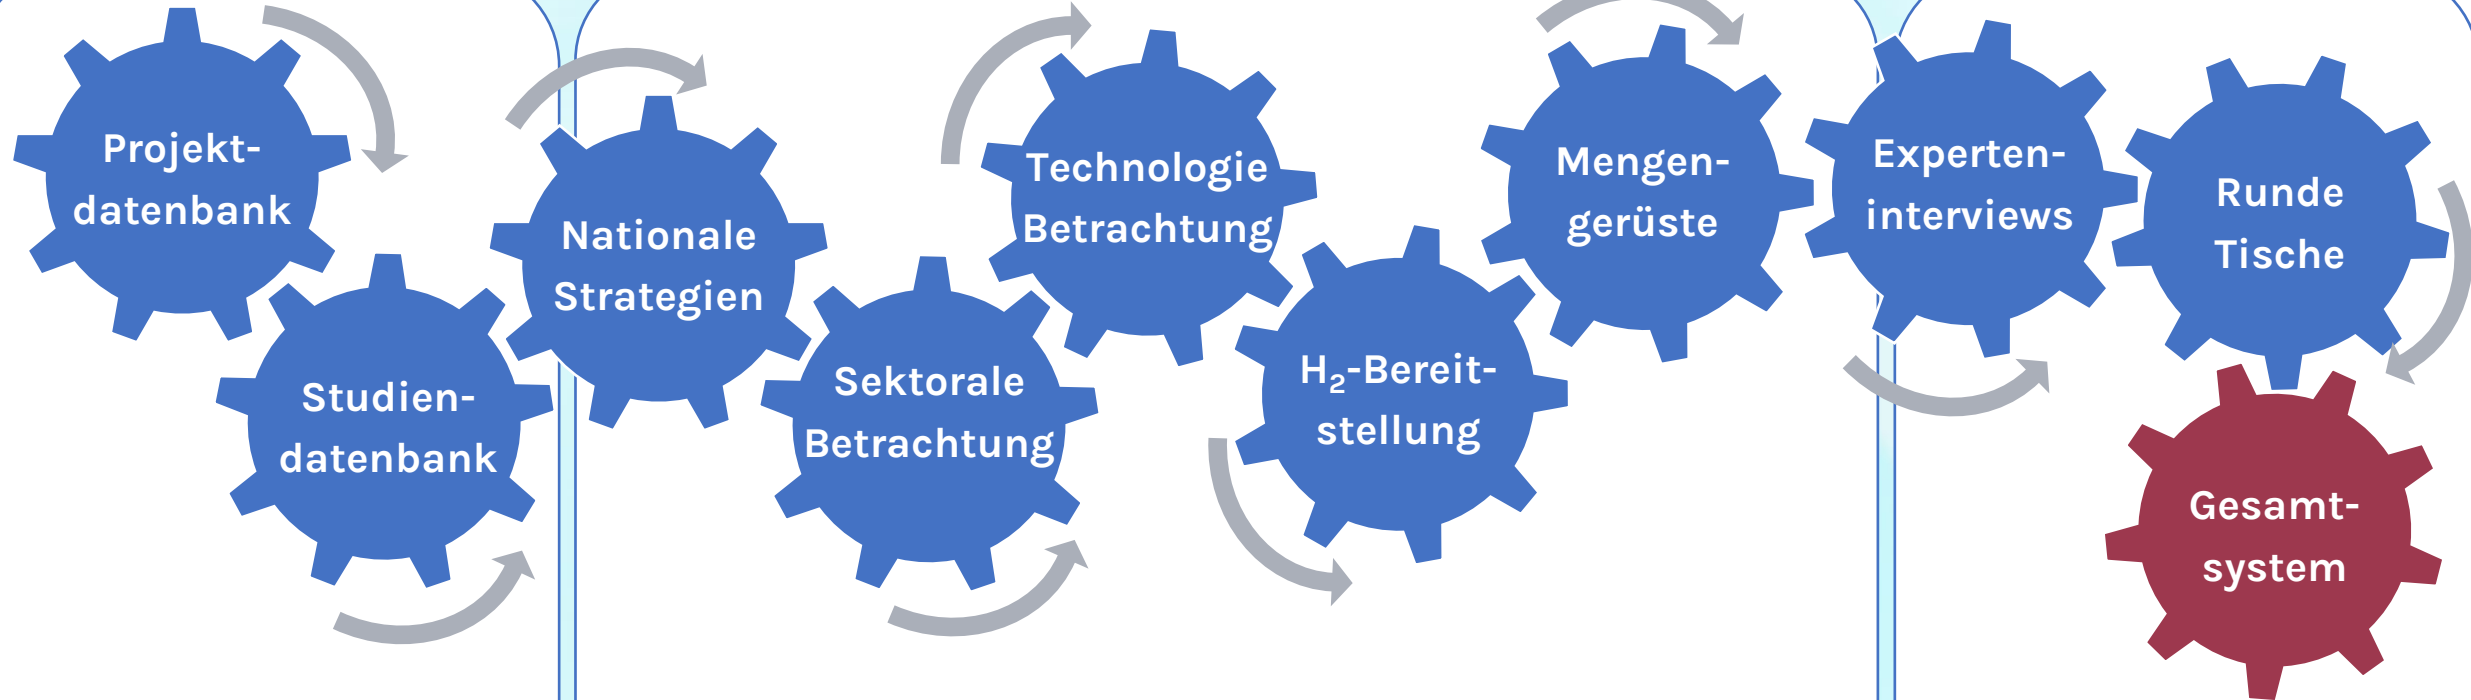 Projekt-
datenbank
Studien-
datenbank
Nationale
Strategien
Sektorale
Betrachtung
Technologie
Betrachtung
H₂-Bereit-
stellung
Mengen-
gerüste
Experten-
interviews
Runde
Tische
Gesamt-
system